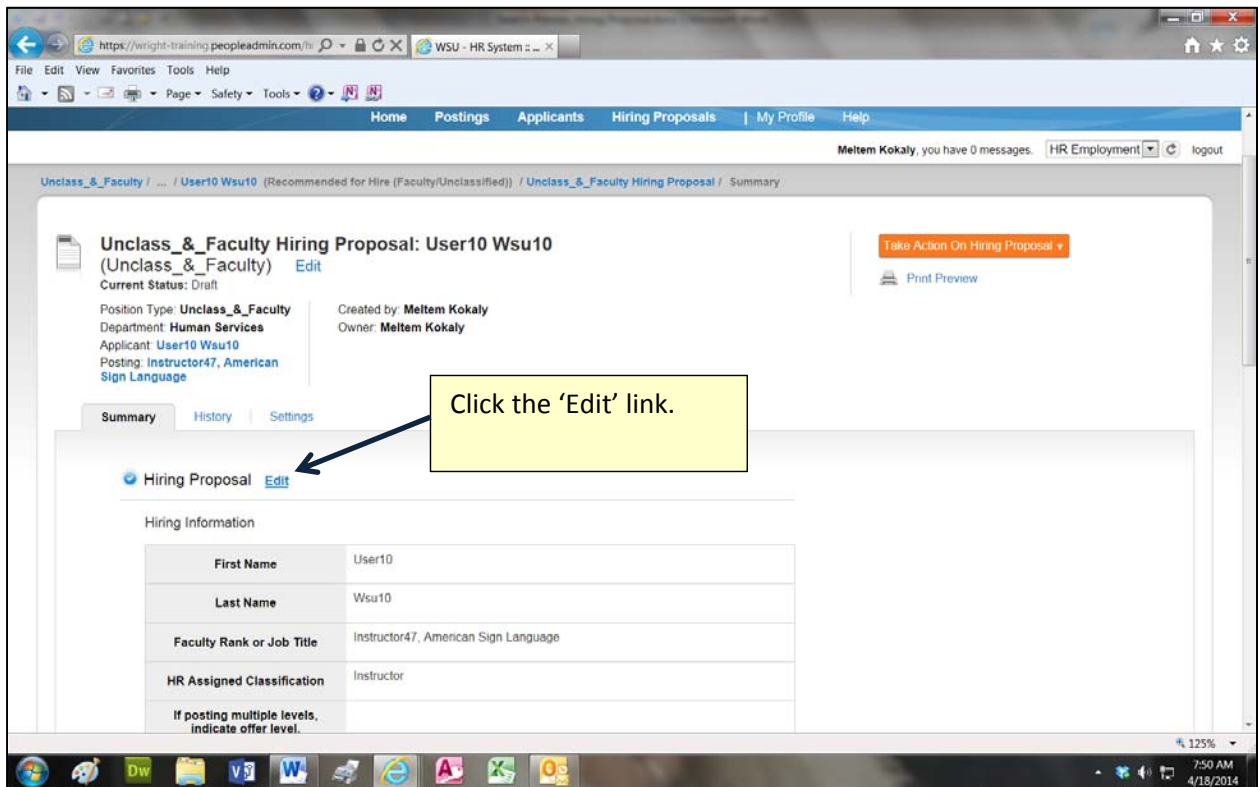 https://wright-training.peopleadmin.com/hi
WSU - HR System :: ...
File Edit View Favorites Tools Help
Page Safety Tools
Home Postings Applicants Hiring Proposals | My Profile Help
Meltem Kokaly, you have 0 messages. HR Employment logout
Unclass_&_Faculty / ... / User10 Wsu10 (Recommended for Hire (Faculty/Unclassified)) / Unclass_&_Faculty Hiring Proposal / Summary
Unclass_&_Faculty Hiring Proposal: User10 Wsu10
(Unclass_&_Faculty) Edit
Current Status: Draft
Position Type: Unclass_&_Faculty
Department: Human Services
Applicant: User10 Wsu10
Posting: Instructor47, American
Sign Language
Created by: Meltem Kokaly
Owner: Meltem Kokaly
Take Action On Hiring Proposal
Print Preview
Click the ‘Edit’ link.
Summary History Settings
Hiring Proposal Edit
Hiring Information
First Name User10
Last Name Wsu10
Faculty Rank or Job Title Instructor47, American Sign Language
HR Assigned Classification Instructor
If posting multiple levels,
indicate offer level.
125%
7:50 AM
4/18/2014